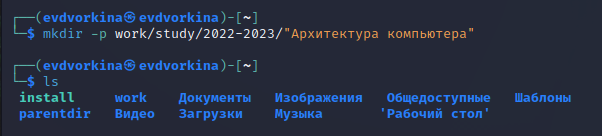 ┌──(evdvorkina㉿evdvorkina)-[~]
└─$ mkdir -p work/study/2022-2023/"Архитектура компьютера"
┌──(evdvorkina㉿evdvorkina)-[~]
└─$ ls
install work Документы Изображения Общедоступные Шаблоны
parentdir Видео Загрузки Музыка 'Рабочий стол'